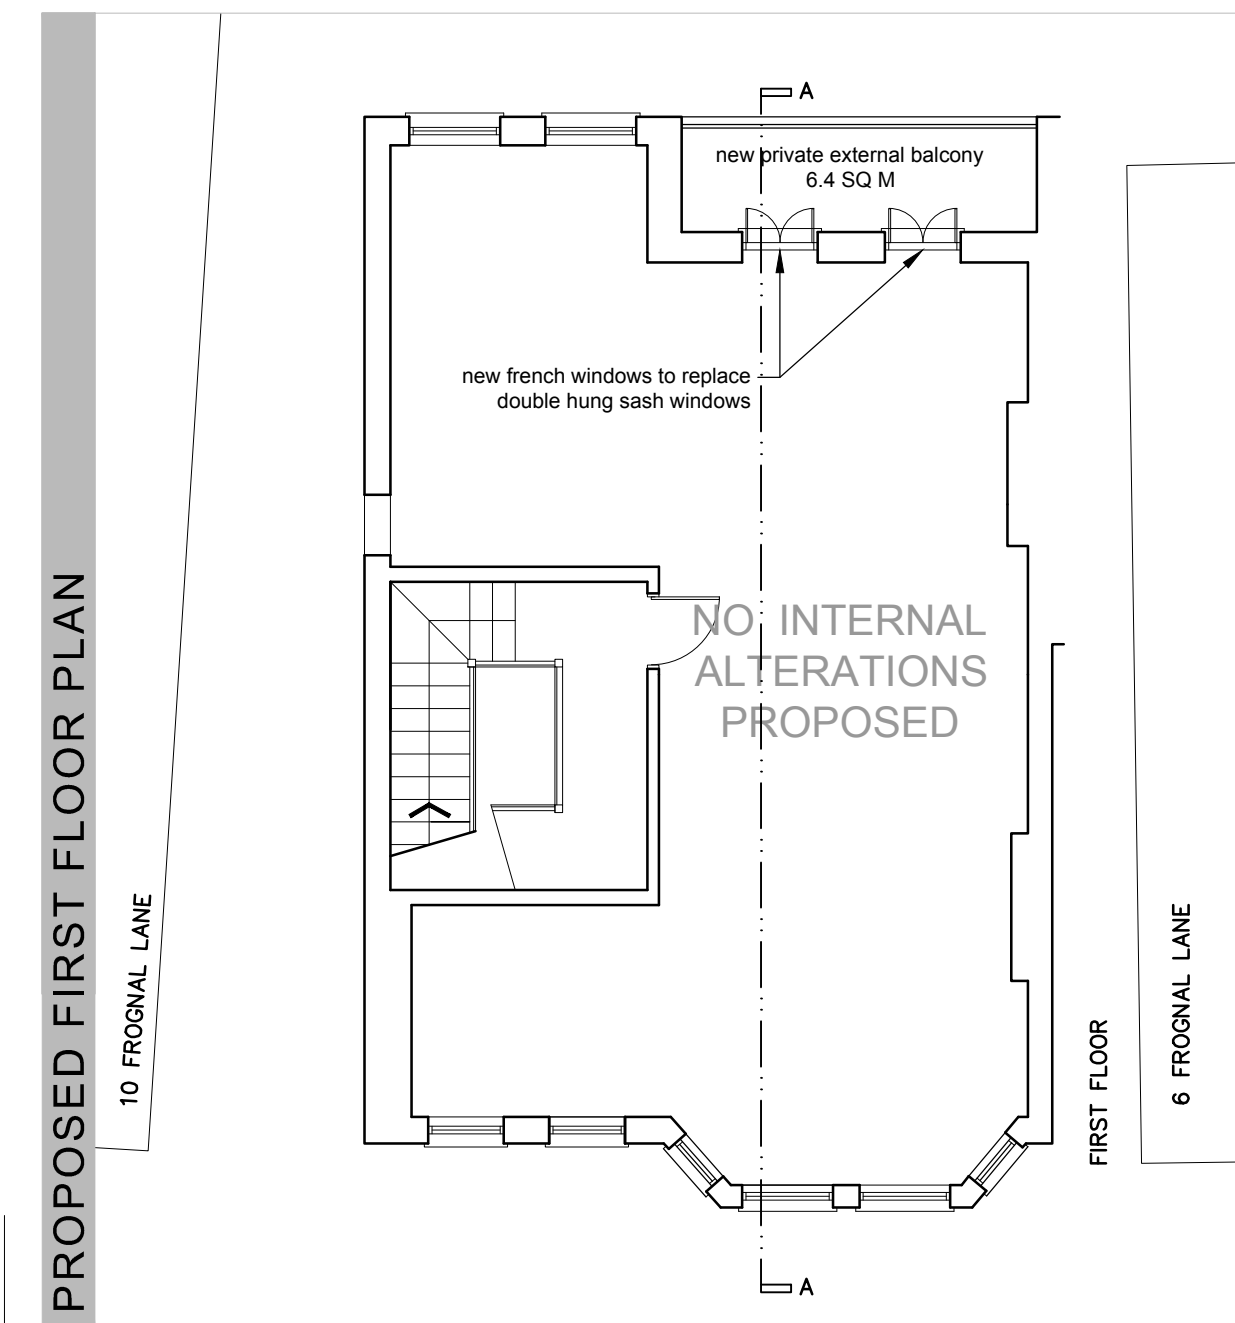 PROPOSED FIRST FLOOR PLAN
10 FROGNAL LANE
A
new private external balcony
6.4 SQ M
new french windows to replace
double hung sash windows
NO INTERNAL
ALTERATIONS
PROPOSED
FIRST FLOOR
6 FROGNAL LANE
A